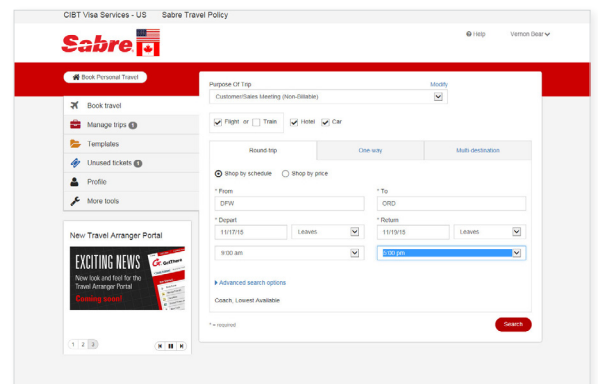 CIBT Visa Services - US Sabre Travel Policy
Sabre
Help Vernon Bear
Book Personal Travel
Book travel
Manage trips 1
Templates
Unused tickets 1
Profile
More tools
New Travel Arranger Portal
EXCITING NEWS
New look and feel for the
Travel Arranger Portal
Coming soon!
GetThere
1 2 3
Purpose Of Trip Modify
Customer/Sales Meeting (Non-Billable)
Flight or Train Hotel Car
Round-trip One-way Multi-destination
Shop by schedule Shop by price
* From * To
DFW ORD
* Depart * Return
11/17/15 Leaves 11/19/15 Leaves
9:00 am 5:00 pm
Advanced search options
Coach, Lowest Available
* = required Search